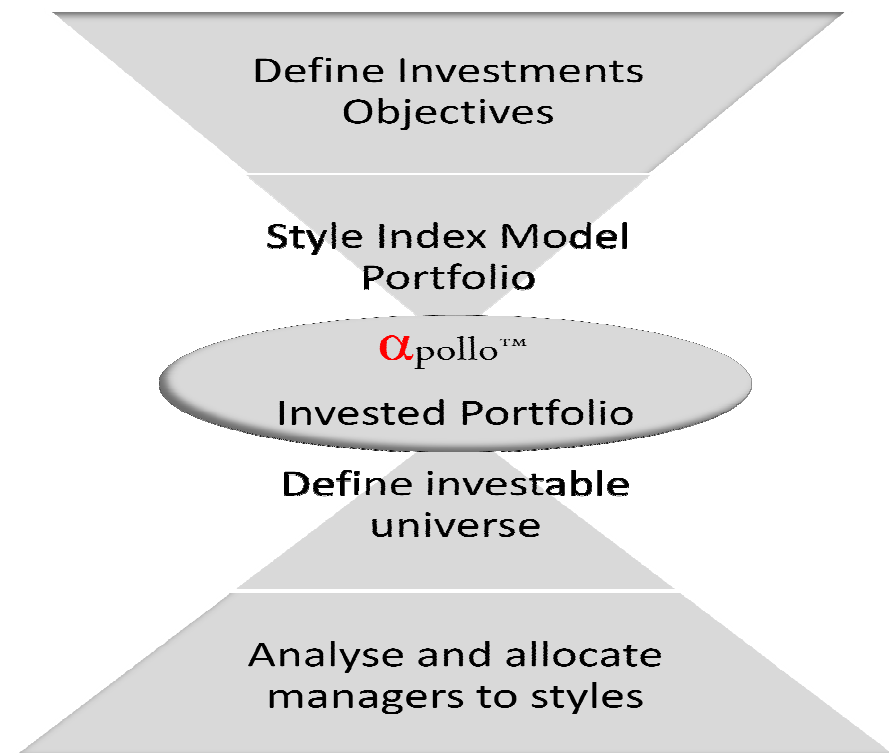 Define Investments
Objectives
Style Index Model
Portfolio
αpollo™
Invested Portfolio
Define investable
universe
Analyse and allocate
managers to styles